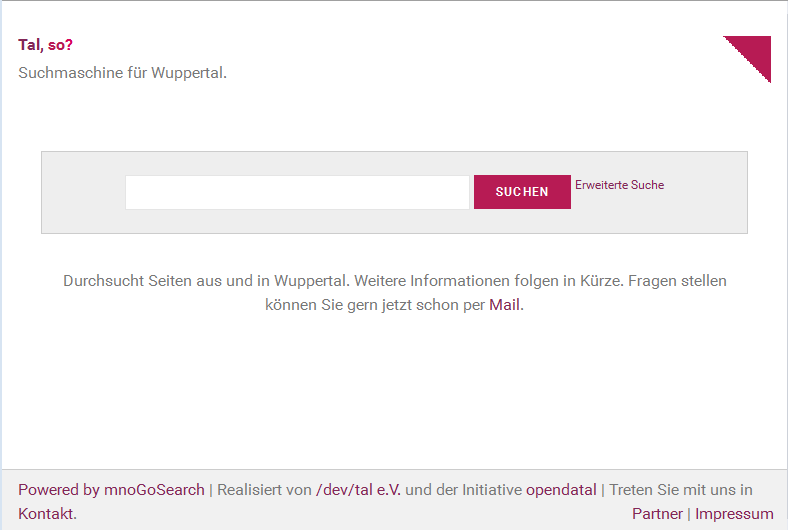 Tal, so?
Suchmaschine für Wuppertal.
SUCHEN Erweiterte Suche
Durchsucht Seiten aus und in Wuppertal. Weitere Informationen folgen in Kürze. Fragen stellen
können Sie gern jetzt schon per Mail.
Powered by mnoGoSearch | Realisiert von /dev/tal e.V. und der Initiative opendatal | Treten Sie mit uns in
Kontakt. Partner | Impressum